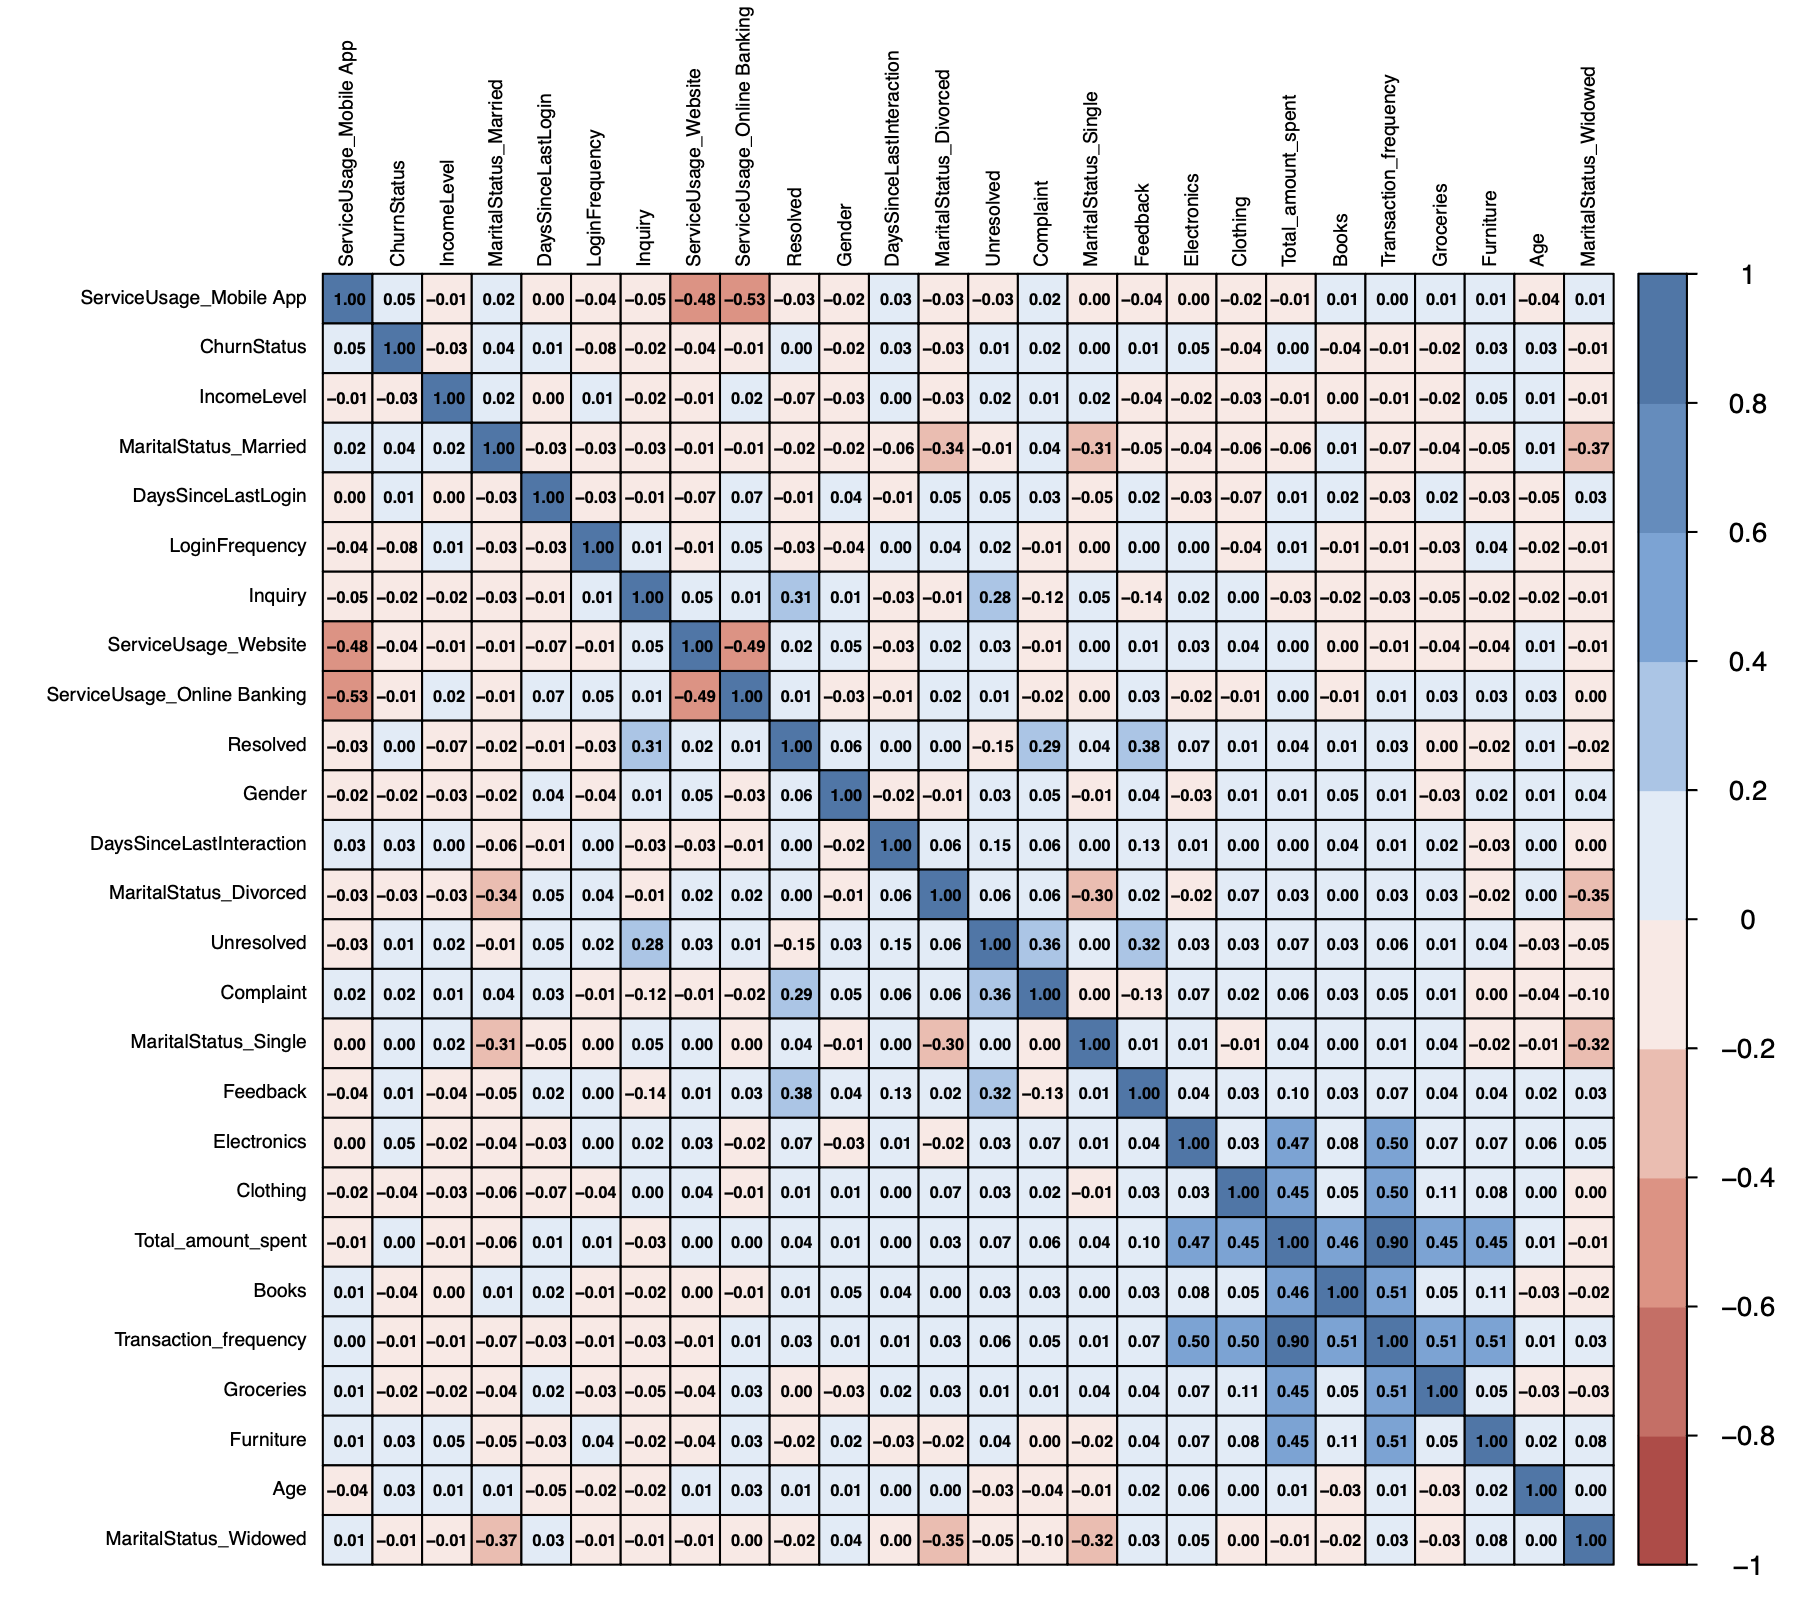 ServiceUsage_Mobile App
ChurnStatus
IncomeLevel
MaritalStatus_Married
DaysSinceLastLogin
LoginFrequency
Inquiry
ServiceUsage_Website
ServiceUsage_Online Banking
Resolved
Gender
DaysSinceLastInteraction
MaritalStatus_Divorced
Unresolved
Complaint
MaritalStatus_Single
Feedback
Electronics
Clothing
Total_amount_spent
Books
Transaction_frequency
Groceries
Furniture
Age
MaritalStatus_Widowed
ServiceUsage_Mobile App 1.00 0.05 −0.01 0.02 0.00 −0.04 −0.05 −0.48 −0.53 −0.03 −0.02 0.03 −0.03 −0.03 0.02 0.00 −0.04 0.00 −0.02 −0.01 0.01 0.00 0.01 0.01 −0.04 0.01
ChurnStatus 0.05 1.00 −0.03 0.04 0.01 −0.08 −0.02 −0.04 −0.01 0.00 −0.02 0.03 −0.03 0.01 0.02 0.00 0.01 0.05 −0.04 0.00 −0.04 −0.01 −0.02 0.03 0.03 −0.01
IncomeLevel −0.01 −0.03 1.00 0.02 0.00 0.01 −0.02 −0.01 0.02 −0.07 −0.03 0.00 −0.03 0.02 0.01 0.02 −0.04 −0.02 −0.03 −0.01 0.00 −0.01 −0.02 0.05 0.01 −0.01
MaritalStatus_Married 0.02 0.04 0.02 1.00 −0.03 −0.03 −0.03 −0.01 −0.01 −0.02 −0.02 −0.06 −0.34 −0.01 0.04 −0.31 −0.05 −0.04 −0.06 −0.06 0.01 −0.07 −0.04 −0.05 0.01 −0.37
DaysSinceLastLogin 0.00 0.01 0.00 −0.03 1.00 −0.03 −0.01 −0.07 0.07 −0.01 0.04 −0.01 0.05 0.05 0.03 −0.05 0.02 −0.03 −0.07 0.01 0.02 −0.03 0.02 −0.03 −0.05 0.03
LoginFrequency −0.04 −0.08 0.01 −0.03 −0.03 1.00 0.01 −0.01 0.05 −0.03 −0.04 0.00 0.04 0.02 −0.01 0.00 0.00 0.00 −0.04 0.01 −0.01 −0.01 −0.03 0.04 −0.02 −0.01
Inquiry −0.05 −0.02 −0.02 −0.03 −0.01 0.01 1.00 0.05 0.01 0.31 0.01 −0.03 −0.01 0.28 −0.12 0.05 −0.14 0.02 0.00 −0.03 −0.02 −0.03 −0.05 −0.02 −0.02 −0.01
ServiceUsage_Website −0.48 −0.04 −0.01 −0.01 −0.07 −0.01 0.05 1.00 −0.49 0.02 0.05 −0.03 0.02 0.03 −0.01 0.00 0.01 0.03 0.04 0.00 0.00 −0.01 −0.04 −0.04 0.01 −0.01
ServiceUsage_Online Banking −0.53 −0.01 0.02 −0.01 0.07 0.05 0.01 −0.49 1.00 0.01 −0.03 −0.01 0.02 0.01 −0.02 0.00 0.03 −0.02 −0.01 0.00 −0.01 0.01 0.03 0.03 0.03 0.00
Resolved −0.03 0.00 −0.07 −0.02 −0.01 −0.03 0.31 0.02 0.01 1.00 0.06 0.00 0.00 −0.15 0.29 0.04 0.38 0.07 0.01 0.04 0.01 0.03 0.00 −0.02 0.01 −0.02
Gender −0.02 −0.02 −0.03 −0.02 0.04 −0.04 0.01 0.05 −0.03 0.06 1.00 −0.02 −0.01 0.03 0.05 −0.01 0.04 −0.03 0.01 0.01 0.05 0.01 −0.03 0.02 0.01 0.04
DaysSinceLastInteraction 0.03 0.03 0.00 −0.06 −0.01 0.00 −0.03 −0.03 −0.01 0.00 −0.02 1.00 0.06 0.15 0.06 0.00 0.13 0.01 0.00 0.00 0.04 0.01 0.02 −0.03 0.00 0.00
MaritalStatus_Divorced −0.03 −0.03 −0.03 −0.34 0.05 0.04 −0.01 0.02 0.02 0.00 −0.01 0.06 1.00 0.06 0.06 −0.30 0.02 −0.02 0.07 0.03 0.00 0.03 0.03 −0.02 0.00 −0.35
Unresolved −0.03 0.01 0.02 −0.01 0.05 0.02 0.28 0.03 0.01 −0.15 0.03 0.15 0.06 1.00 0.36 0.00 0.32 0.03 0.03 0.07 0.03 0.06 0.01 0.04 −0.03 −0.05
Complaint 0.02 0.02 0.01 0.04 0.03 −0.01 −0.12 −0.01 −0.02 0.29 0.05 0.06 0.06 0.36 1.00 0.00 −0.13 0.07 0.02 0.06 0.03 0.05 0.01 0.00 −0.04 −0.10
MaritalStatus_Single 0.00 0.00 0.02 −0.31 −0.05 0.00 0.05 0.00 0.00 0.04 −0.01 0.00 −0.30 0.00 0.00 1.00 0.01 0.01 −0.01 0.04 0.00 0.01 0.04 −0.02 −0.01 −0.32
Feedback −0.04 0.01 −0.04 −0.05 0.02 0.00 −0.14 0.01 0.03 0.38 0.04 0.13 0.02 0.32 −0.13 0.01 1.00 0.04 0.03 0.10 0.03 0.07 0.04 0.04 0.02 0.03
Electronics 0.00 0.05 −0.02 −0.04 −0.03 0.00 0.02 0.03 −0.02 0.07 −0.03 0.01 −0.02 0.03 0.07 0.01 0.04 1.00 0.03 0.47 0.08 0.50 0.07 0.07 0.06 0.05
Clothing −0.02 −0.04 −0.03 −0.06 −0.07 −0.04 0.00 0.04 −0.01 0.01 0.01 0.00 0.07 0.03 0.02 −0.01 0.03 0.03 1.00 0.45 0.05 0.50 0.11 0.08 0.00 0.00
Total_amount_spent −0.01 0.00 −0.01 −0.06 0.01 0.01 −0.03 0.00 0.00 0.04 0.01 0.00 0.03 0.07 0.06 0.04 0.10 0.47 0.45 1.00 0.46 0.90 0.45 0.45 0.01 −0.01
Books 0.01 −0.04 0.00 0.01 0.02 −0.01 −0.02 0.00 −0.01 0.01 0.05 0.04 0.00 0.03 0.03 0.00 0.03 0.08 0.05 0.46 1.00 0.51 0.05 0.11 −0.03 −0.02
Transaction_frequency 0.00 −0.01 −0.01 −0.07 −0.03 −0.01 −0.03 −0.01 0.01 0.03 0.01 0.01 0.03 0.06 0.05 0.01 0.07 0.50 0.50 0.90 0.51 1.00 0.51 0.51 0.01 0.03
Groceries 0.01 −0.02 −0.02 −0.04 0.02 −0.03 −0.05 −0.04 0.03 0.00 −0.03 0.02 0.03 0.01 0.01 0.04 0.04 0.07 0.11 0.45 0.05 0.51 1.00 0.05 −0.03 −0.03
Furniture 0.01 0.03 0.05 −0.05 −0.03 0.04 −0.02 −0.04 0.03 −0.02 0.02 −0.03 −0.02 0.04 0.00 −0.02 0.04 0.07 0.08 0.45 0.11 0.51 0.05 1.00 0.02 0.08
Age −0.04 0.03 0.01 0.01 −0.05 −0.02 −0.02 0.01 0.03 0.01 0.01 0.00 0.00 −0.03 −0.04 −0.01 0.02 0.06 0.00 0.01 −0.03 0.01 −0.03 0.02 1.00 0.00
MaritalStatus_Widowed 0.01 −0.01 −0.01 −0.37 0.03 −0.01 −0.01 −0.01 0.00 −0.02 0.04 0.00 −0.35 −0.05 −0.10 −0.32 0.03 0.05 0.00 −0.01 −0.02 0.03 −0.03 0.08 0.00 1.00
1
0.8
0.6
0.4
0.2
0
−0.2
−0.4
−0.6
−0.8
−1